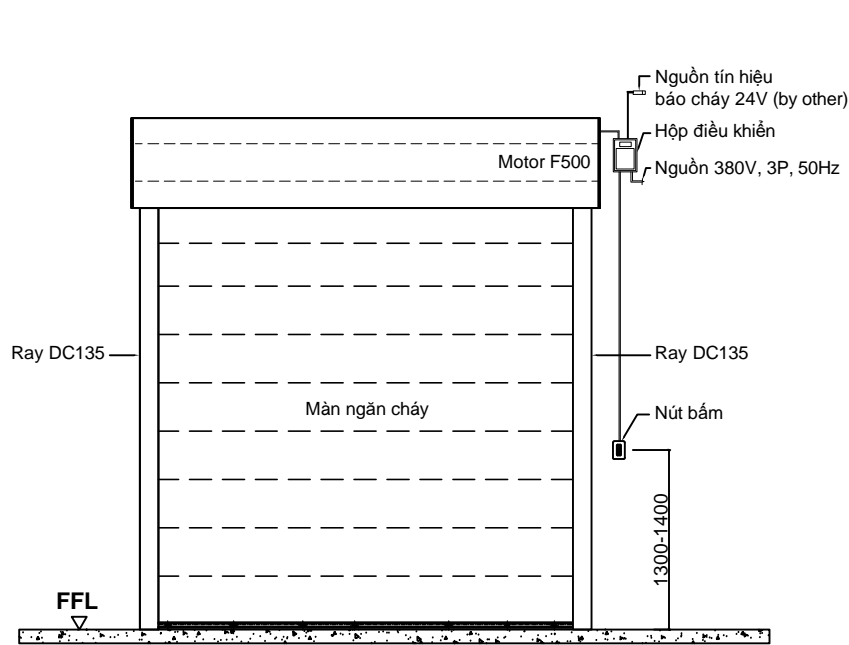 Nguồn tín hiệu
báo cháy 24V (by other)
Hộp điều khiển
Motor F500
Nguồn 380V, 3P, 50Hz
Ray DC135
Ray DC135
Màn ngăn cháy
Nút bấm
1300-1400
FFL